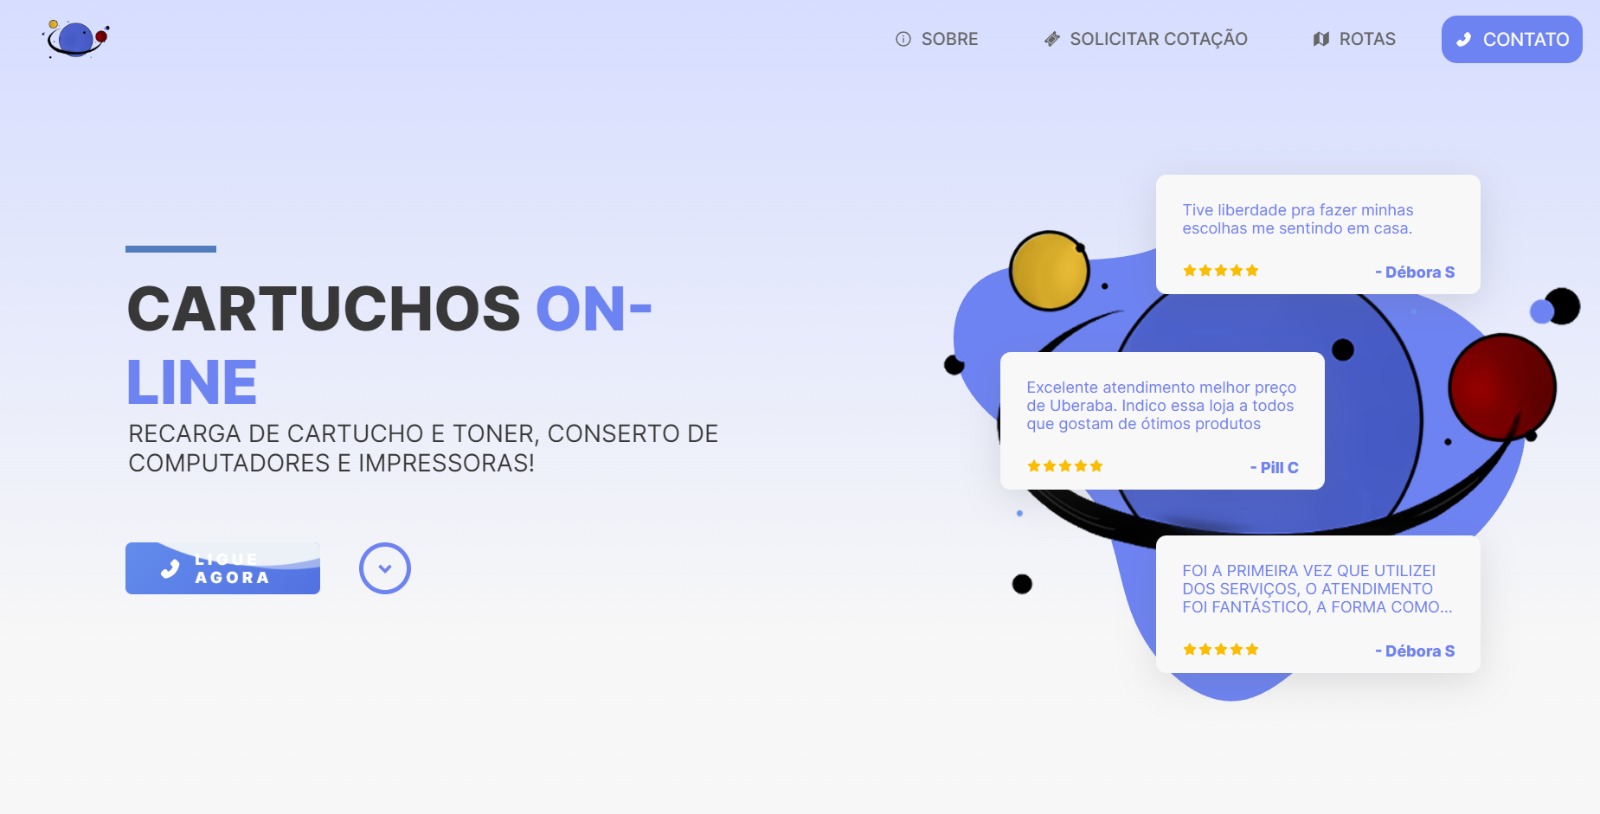 SOBRE
SOLICITAR COTAÇÃO
ROTAS
CONTATO
CARTUCHOS ON-
LINE
RECARGA DE CARTUCHO E TONER, CONSERTO DE
COMPUTADORES E IMPRESSORAS!
LIGUE
AGORA
Tive liberdade pra fazer minhas
escolhas me sentindo em casa.
- Débora S
Excelente atendimento melhor preço
de Uberaba. Indico essa loja a todos
que gostam de ótimos produtos
- Pill C
FOI A PRIMEIRA VEZ QUE UTILIZEI
DOS SERVIÇOS, O ATENDIMENTO
FOI FANTÁSTICO, A FORMA COMO...
- Débora S